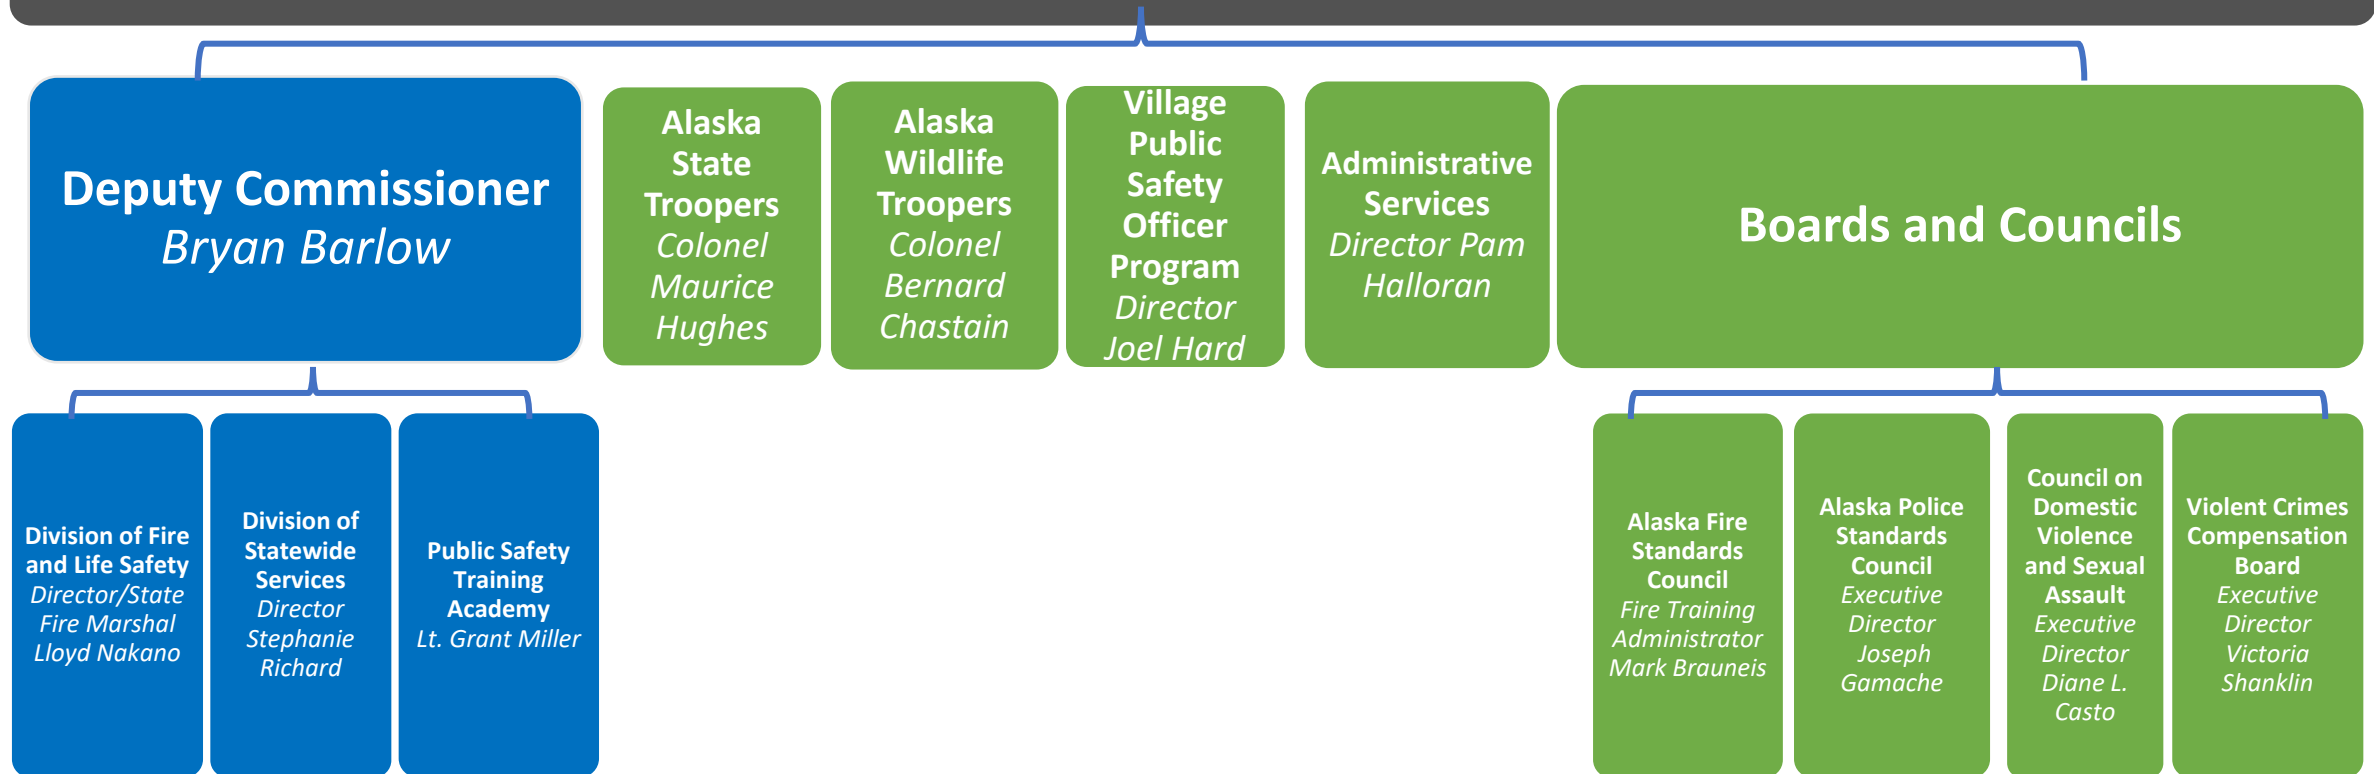 Deputy Commissioner
Bryan Barlow
Alaska
State
Troopers
Colonel
Maurice
Hughes
Alaska
Wildlife
Troopers
Colonel
Bernard
Chastain
Village
Public
Safety
Officer
Program
Director
Joel Hard
Administrative
Services
Director Pam
Halloran
Boards and Councils
Division of Fire
and Life Safety
Director/State
Fire Marshal
Lloyd Nakano
Division of
Statewide
Services
Director
Stephanie
Richard
Public Safety
Training
Academy
Lt. Grant Miller
Alaska Fire
Standards
Council
Fire Training
Administrator
Mark Brauneis
Alaska Police
Standards
Council
Executive
Director
Joseph
Gamache
Council on
Domestic
Violence
and Sexual
Assault
Executive
Director
Diane L.
Casto
Violent Crimes
Compensation
Board
Executive
Director
Victoria
Shanklin